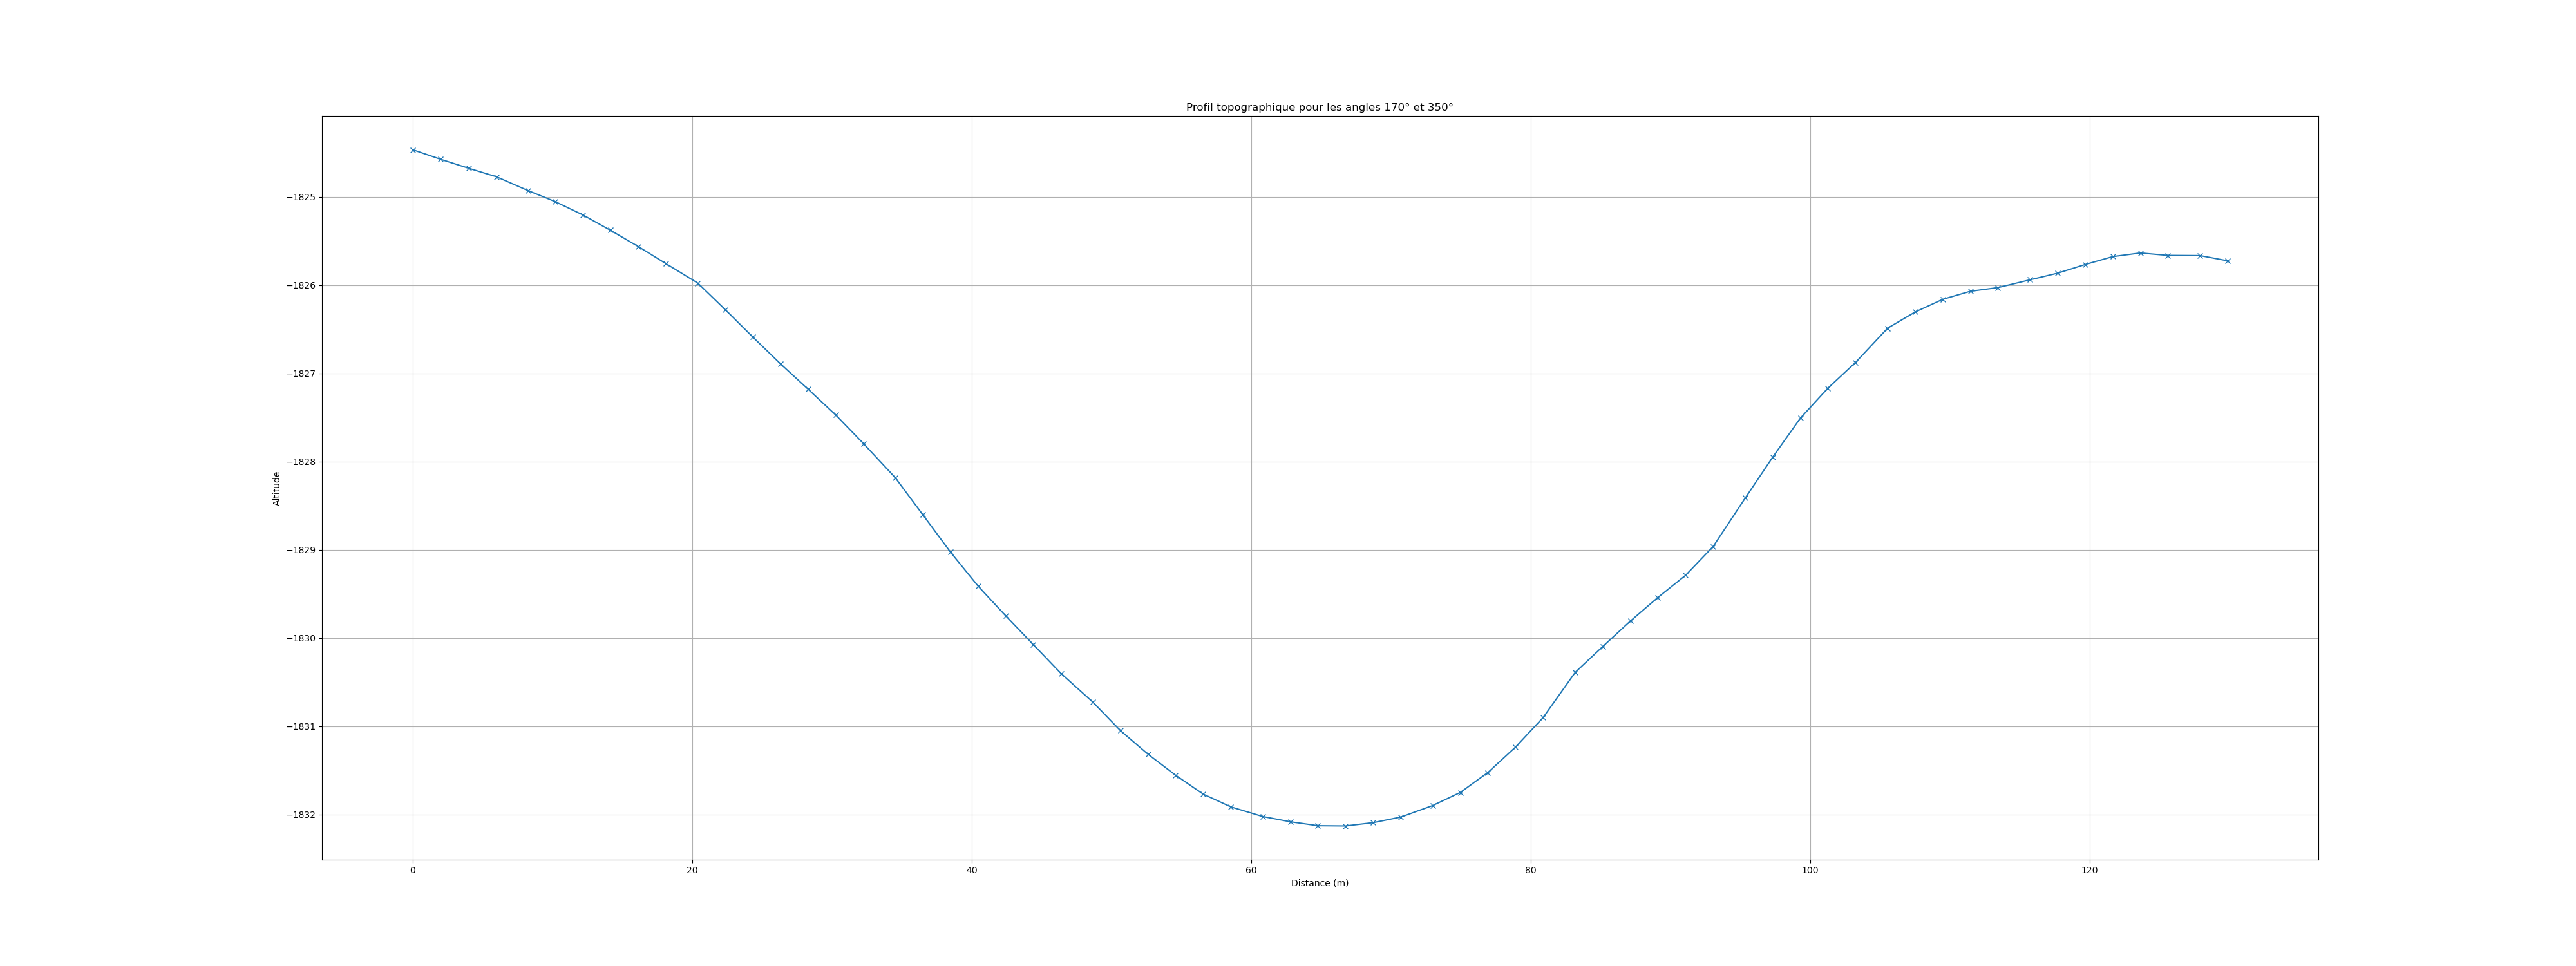 Profil topographique pour les angles 170° et 350°
Altitude
−1825
−1826
−1827
−1828
−1829
−1830
−1831
−1832
0 20 40 60 80 100 120
Distance (m)